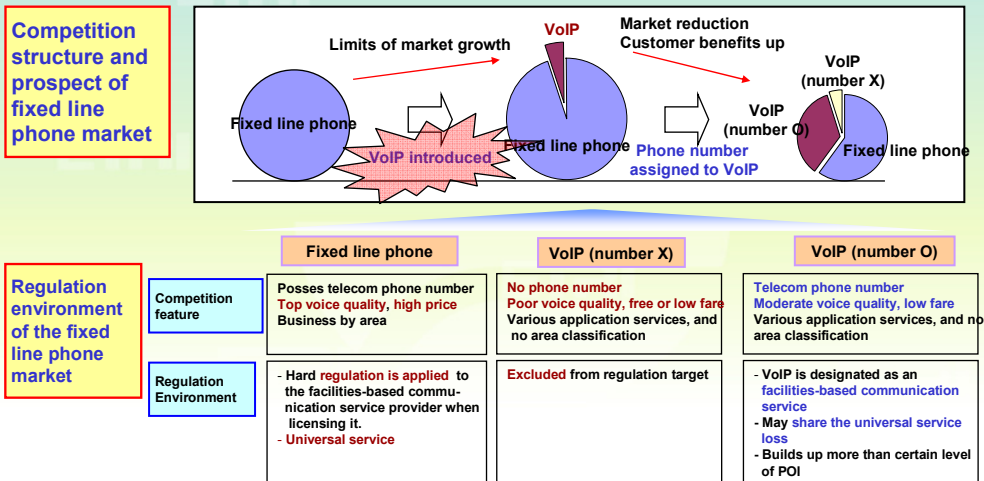 Competition
structure and
prospect of
fixed line
phone market
Limits of market growth
VoIP
Market reduction
Customer benefits up
VoIP
(number X)
VoIP
(number O)
Fixed line phone
VoIP introduced
Fixed line phone
Phone number
assigned to VoIP
Fixed line phone
Fixed line phone
VoIP (number X)
VoIP (number O)
Regulation
environment
of the fixed
line phone
market
Competition
feature
Posses telecom phone number
Top voice quality, high price
Business by area
No phone number
Poor voice quality, free or low fare
Various application services, and
no area classification
Telecom phone number
Moderate voice quality, low fare
Various application services, and no
area classification
Regulation
Environment
- Hard regulation is applied to
the facilities-based commu-
nication service provider when
licensing it.
- Universal service
Excluded from regulation target
- VoIP is designated as an
facilities-based communication
service
- May share the universal service
loss
- Builds up more than certain level
of POI